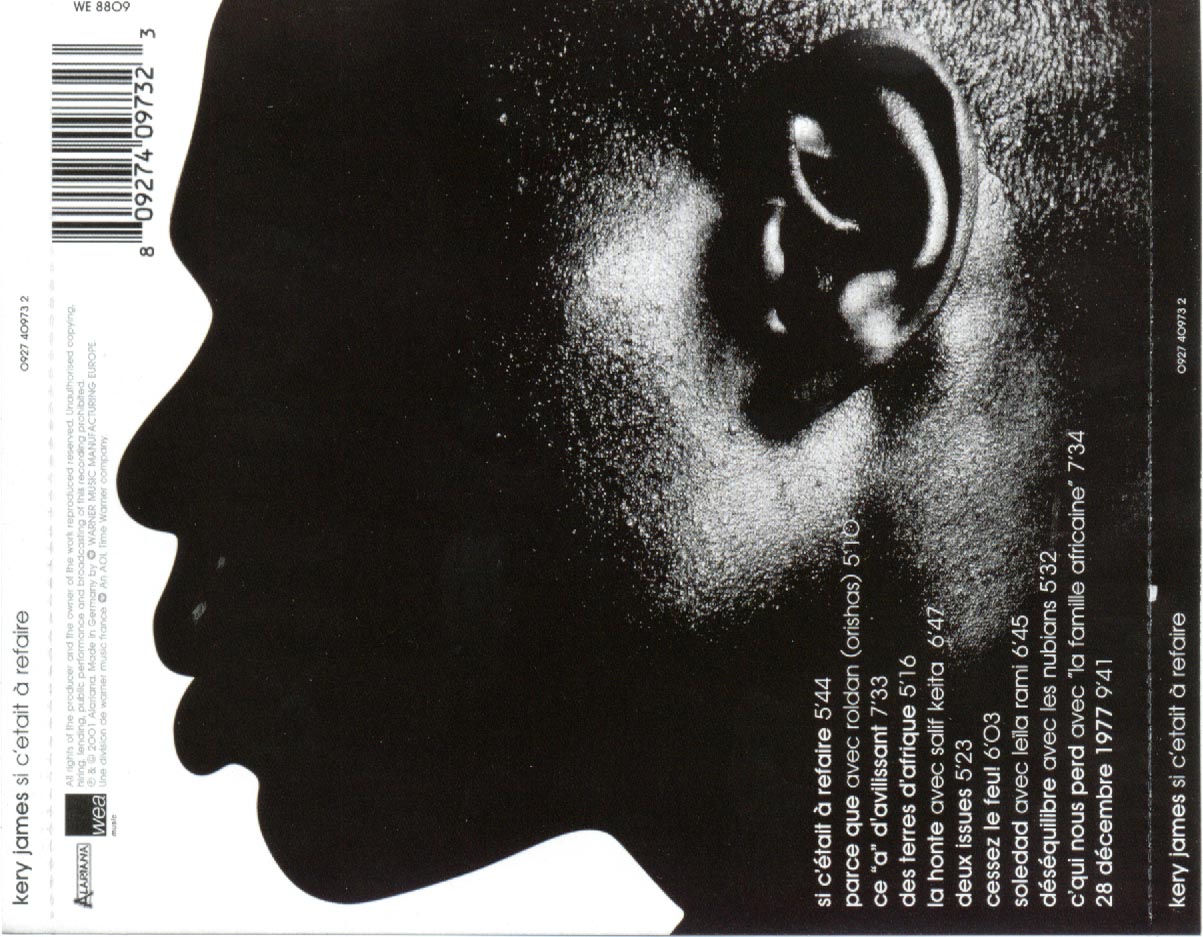 kery james si c'etait à refaire
0927 40973 2
WE 8809
8 09274 09732 3
ALARIANA
wea
music
All rights of the producer and the owner of the work reproduced reserved. Unauthorised copying,
hiring, lending, public performance and broadcasting of this recording prohibited.
℗ & © 2001 Alariana. Made in Germany by WARNER MUSIC MANUFACTURING EUROPE.
Une division de warner music france An AOL Time Warner company
si c'était à refaire 5'44
parce que avec roldan (orishas) 5'10
ce "a" d'avilissant 7'33
des terres d'afrique 5'16
la honte avec salif keita 6'47
deux issues 5'23
cessez le feu! 6'03
soledad avec leïla rami 6'45
déséquilibre avec les nubians 5'32
c'qui nous perd avec "la famille africaine" 7'34
28 décembre 1977 9'41
kery james si c'etait à refaire
0927 40973 2